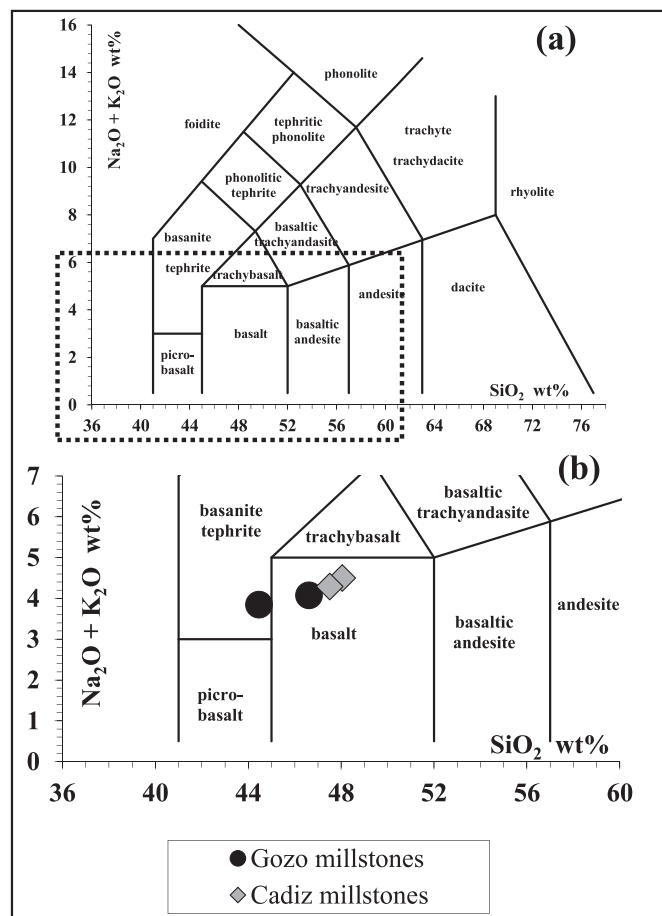 (a)
Na2O + K2O wt%
16
14
12
10
8
6
4
2
0
phonolite
foidite
tephritic
phonolite
trachyte
trachydacite
phonolitic
tephrite
trachyandesite
rhyolite
basanite
tephrite
basaltic
trachyandasite
trachybalsalt
andesite
dacite
basalt
basaltic
andesite
picro-
basalt
SiO2 wt%
36 40 44 48 52 56 60 64 68 72 76
(b)
Na2O + K2O wt%
7
6
5
4
3
2
1
0
basanite
tephrite
basaltic
trachyandasite
trachybasalt
andesite
basalt
basaltic
andesite
picro-
basalt
SiO2 wt%
36 40 44 48 52 56 60
Gozo millstones
Cadiz millstones